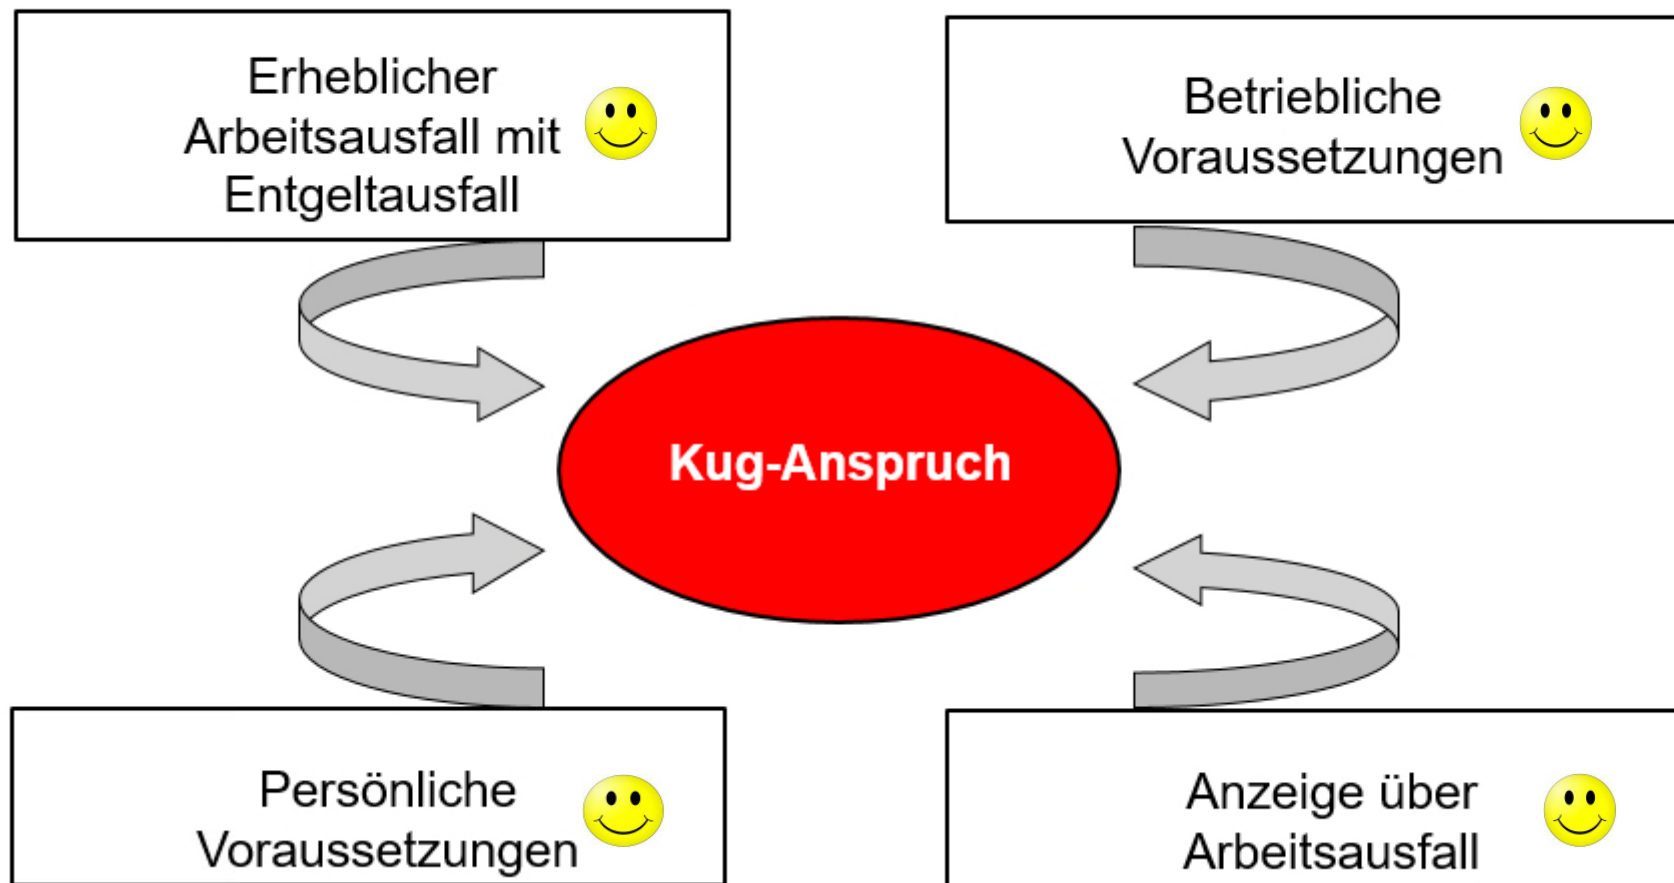 Erheblicher
Arbeitsausfall mit
Entgeltausfall
Betriebliche
Voraussetzungen
Kug-Anspruch
Persönliche
Voraussetzungen
Anzeige über
Arbeitsausfall